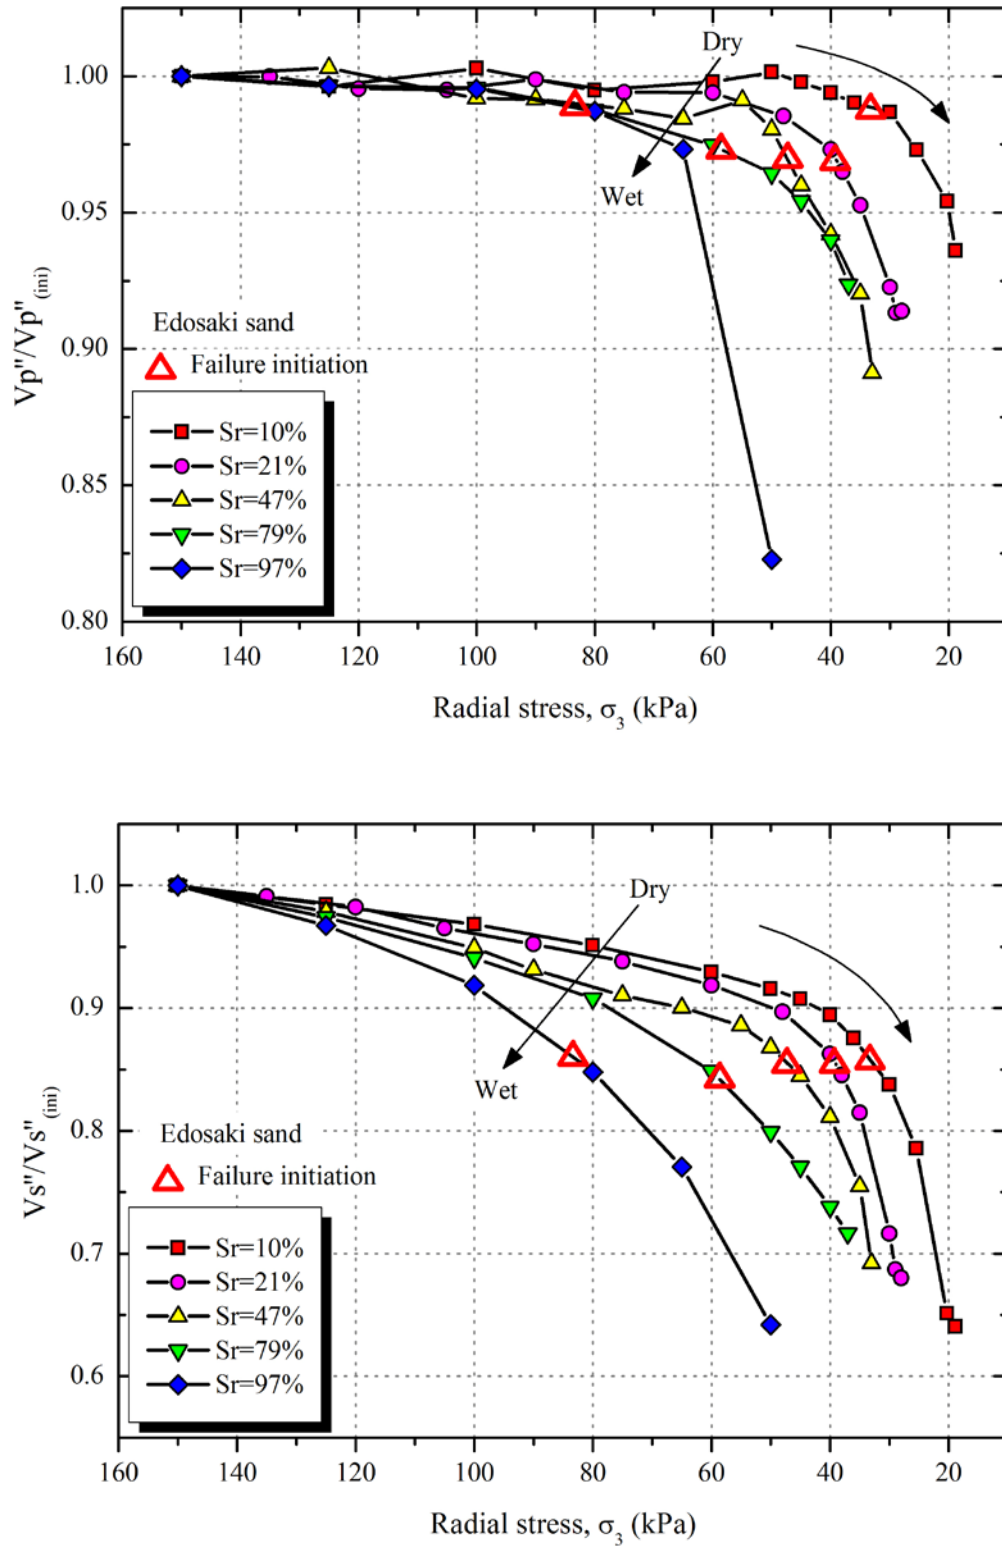 Dry
1.00
Wet
0.95
Vp"/Vp"(ini)
Edosaki sand
0.90
Failure initiation
Sr=10%
Sr=21%
0.85
Sr=47%
Sr=79%
Sr=97%
0.80
160 140 120 100 80 60 40 20
Radial stress, σ3 (kPa)
1.0
Dry
0.9
Wet
0.8
Vs"/Vs"(ini)
Edosaki sand
Failure initiation
Sr=10%
0.7
Sr=21%
Sr=47%
Sr=79%
0.6
Sr=97%
160 140 120 100 80 60 40 20
Radial stress, σ3 (kPa)